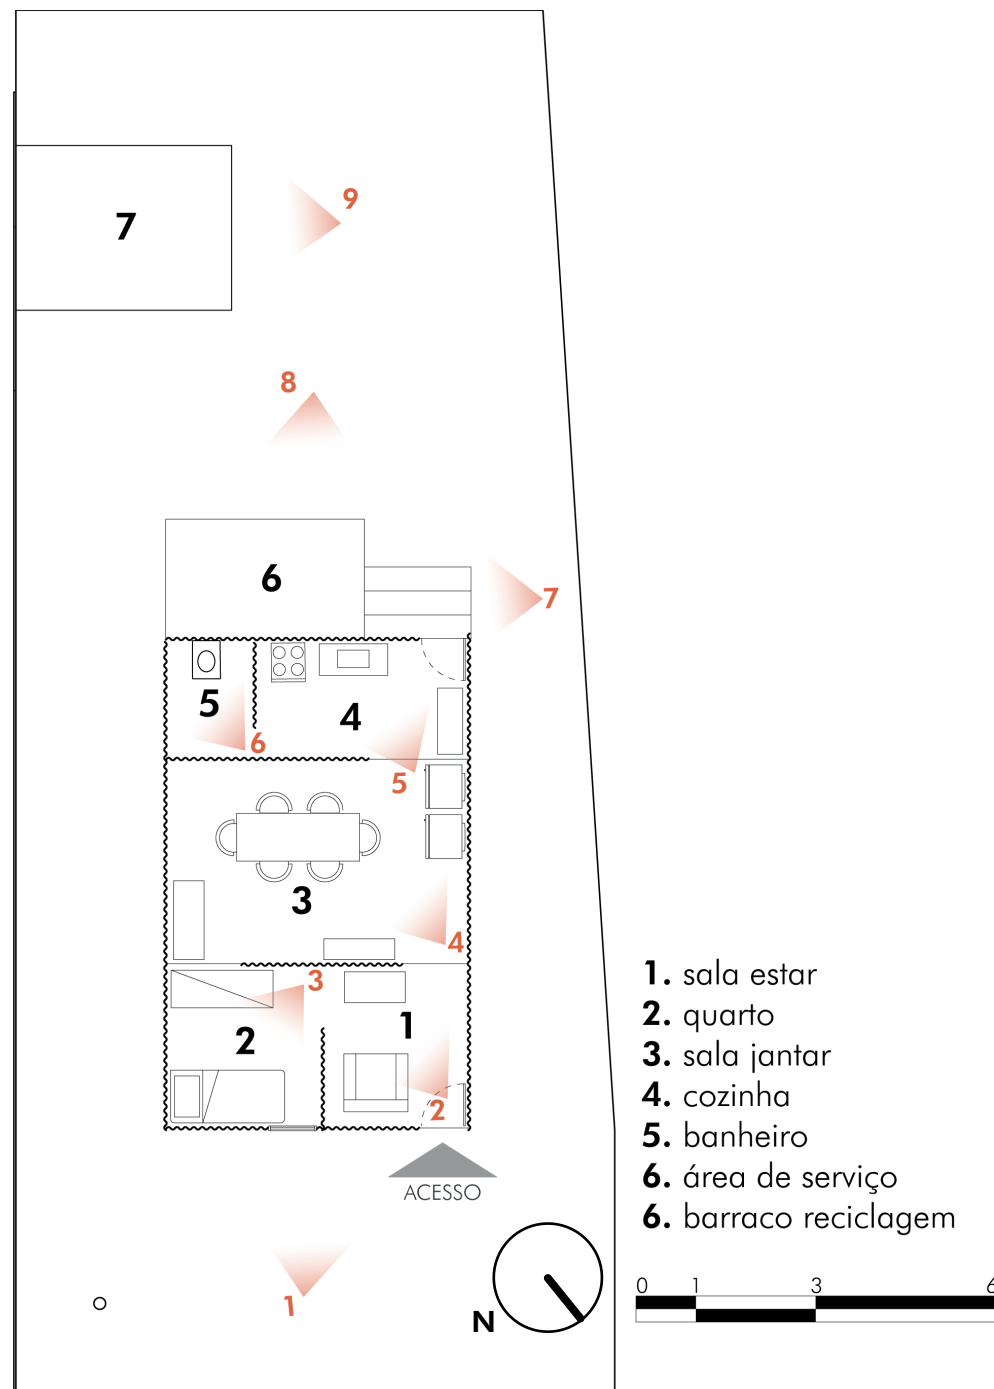 7
9
8
6
7
5
4
6
5
3
4
3
2
1
2
ACESSO
1
N
1. sala estar
2. quarto
3. sala jantar
4. cozinha
5. banheiro
6. área de serviço
6. barraco reciclagem
0 1 3 6